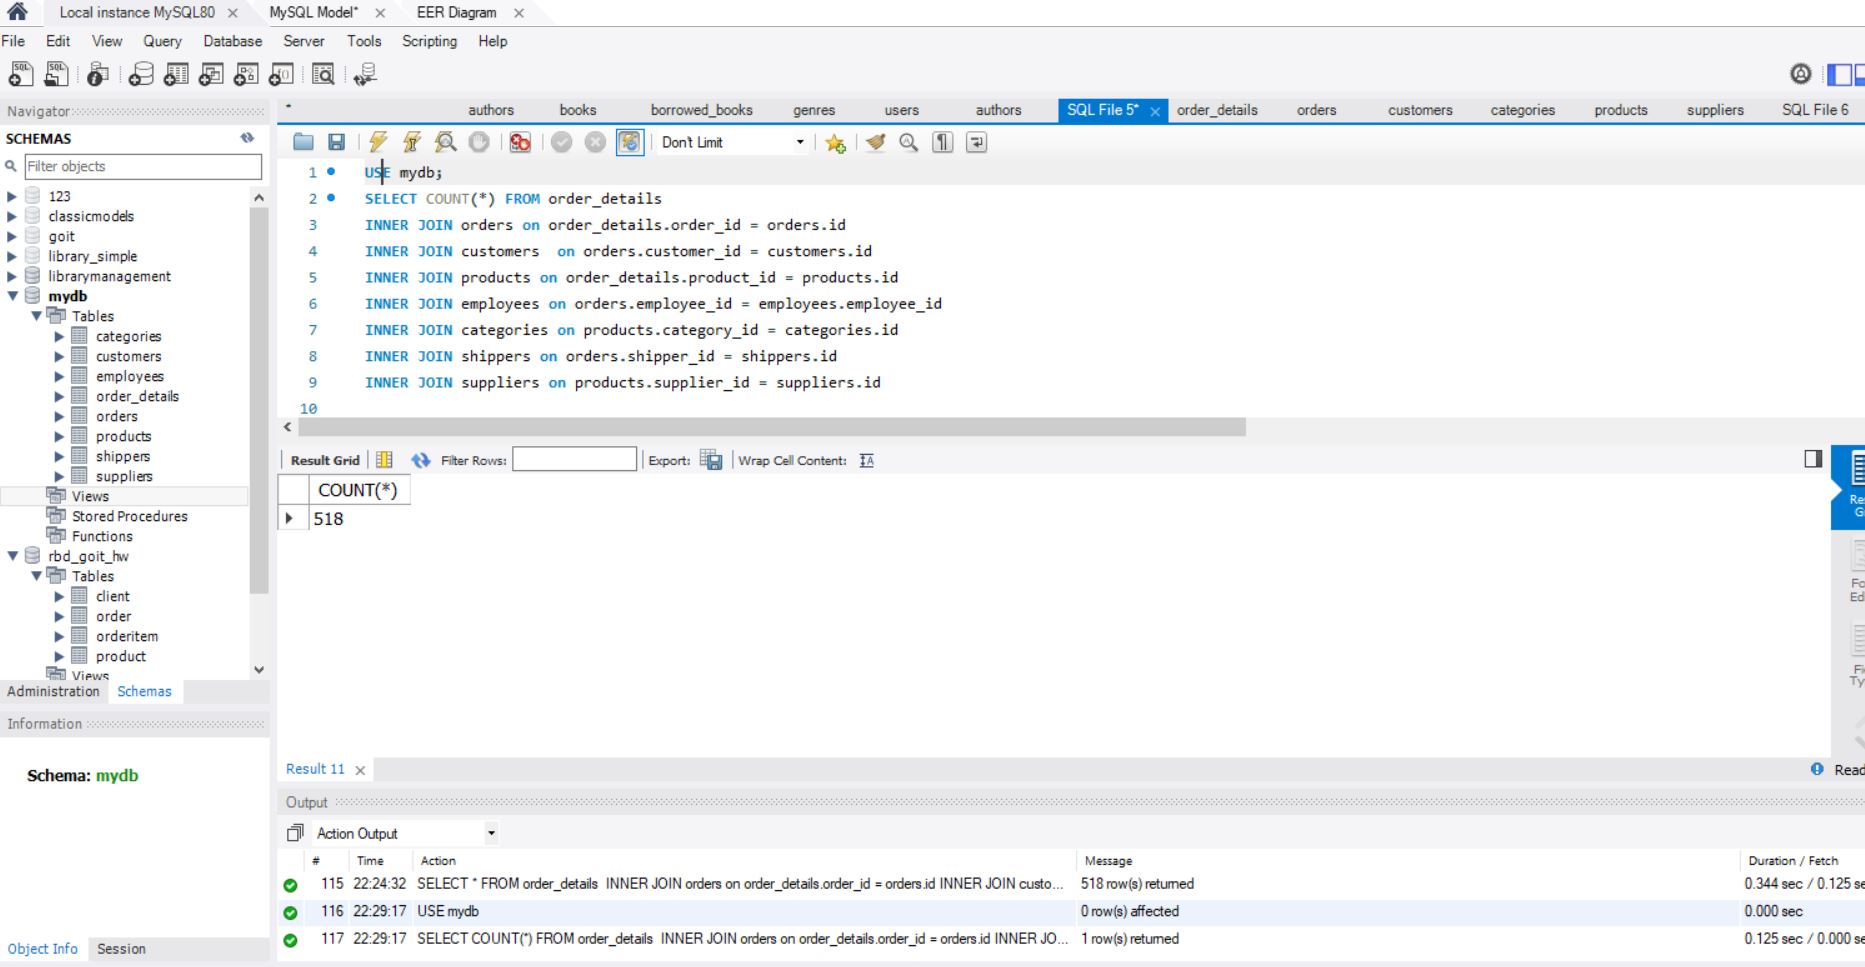 Local instance MySQL80
MySQL Model*
EER Diagram
File Edit View Query Database Server Tools Scripting Help
Navigator
SCHEMAS
Filter objects
123
classicmodels
goit
library_simple
librarymanagement
mydb
Tables
categories
customers
employees
order_details
orders
products
shippers
suppliers
Views
Stored Procedures
Functions
rbd_goit_hw
Tables
client
order
orderitem
product
Views
Administration Schemas
Information
Schema: mydb
Object Info Session
* authors books borrowed_books genres users authors SQL File 5* order_details orders customers categories products suppliers SQL File 6
Don't Limit
1 USE mydb;
2 SELECT COUNT(*) FROM order_details
3 INNER JOIN orders on order_details.order_id = orders.id
4 INNER JOIN customers  on orders.customer_id = customers.id
5 INNER JOIN products on order_details.product_id = products.id
6 INNER JOIN employees on orders.employee_id = employees.employee_id
7 INNER JOIN categories on products.category_id = categories.id
8 INNER JOIN shippers on orders.shipper_id = shippers.id
9 INNER JOIN suppliers on products.supplier_id = suppliers.id
10
Result Grid Filter Rows: Export: Wrap Cell Content:
COUNT(*)
518
Result 11
Output
Action Output
# Time Action Message Duration / Fetch
115 22:24:32 SELECT * FROM order_details  INNER JOIN orders on order_details.order_id = orders.id INNER JOIN custo... 518 row(s) returned 0.344 sec / 0.125 se
116 22:29:17 USE mydb 0 row(s) affected 0.000 sec
117 22:29:17 SELECT COUNT(*) FROM order_details  INNER JOIN orders on order_details.order_id = orders.id INNER JO... 1 row(s) returned 0.125 sec / 0.000 se